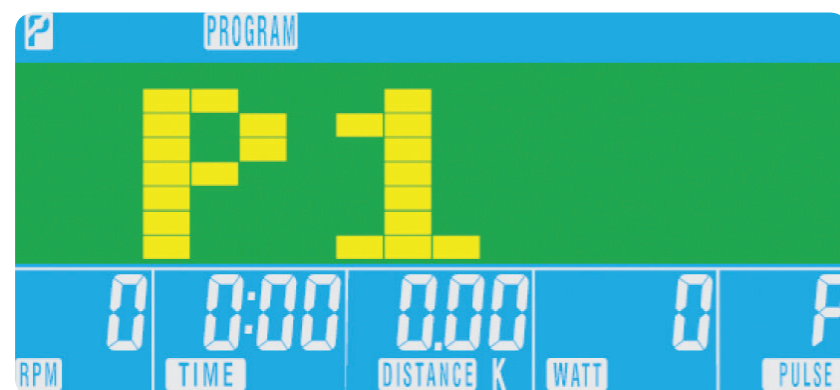 P PROGRAM
P1
0 0:00 0.00 0 P
RPM TIME DISTANCE K WATT PULSE